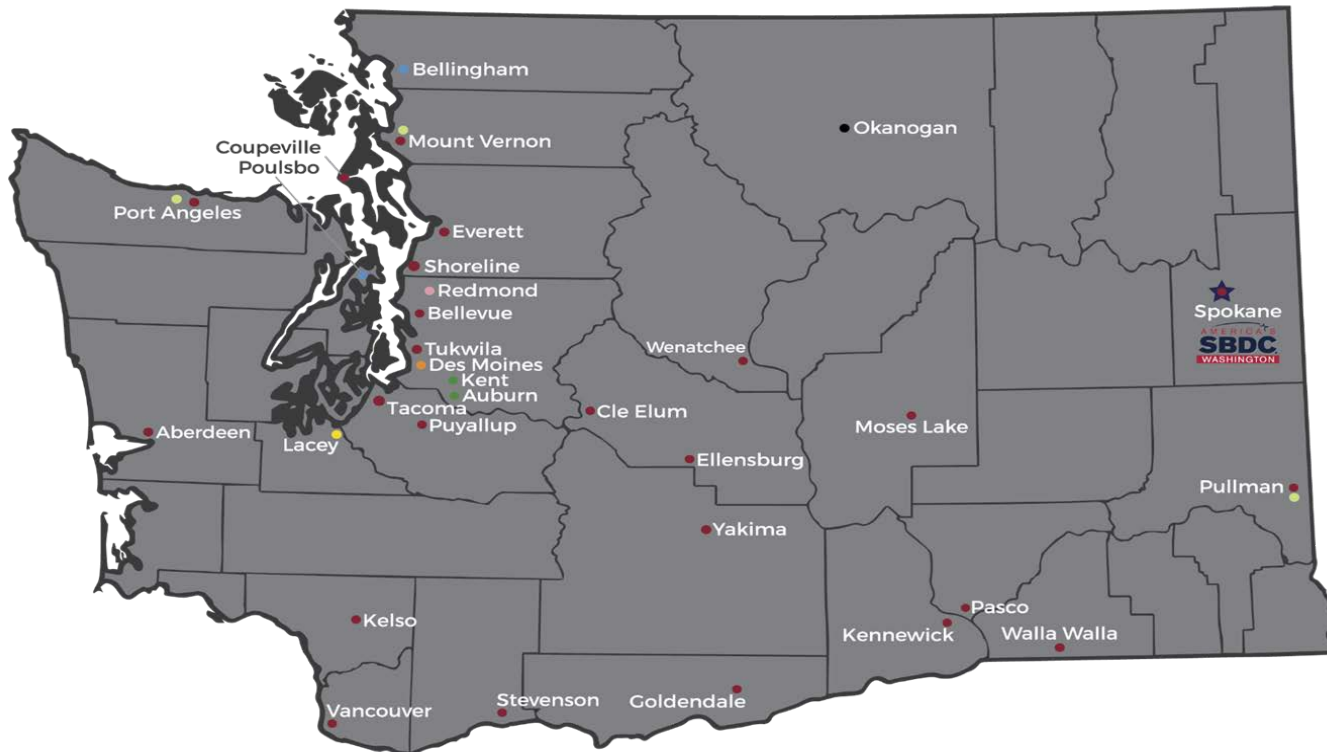 Bellingham
Okanogan
Mount Vernon
Coupeville
Poulsbo
Port Angeles
Everett
Shoreline
Redmond
Bellevue
Spokane
AMERICA'S
SBDC
WASHINGTON
Tukwila
Des Moines
Kent
Auburn
Wenatchee
Tacoma
Puyallup
Cle Elum
Moses Lake
Aberdeen
Lacey
Ellensburg
Pullman
Yakima
Kelso
Pasco
Kennewick
Walla Walla
Vancouver
Stevenson
Goldendale